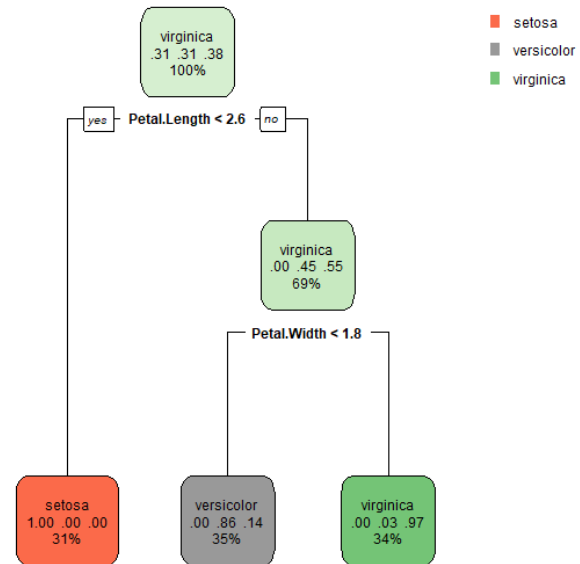 virginica
.31 .31 .38
100%
setosa
versicolor
virginica
yes Petal.Length < 2.6 no
virginica
.00 .45 .55
69%
Petal.Width < 1.8
setosa
1.00 .00 .00
31%
versicolor
.00 .86 .14
35%
virginica
.00 .03 .97
34%